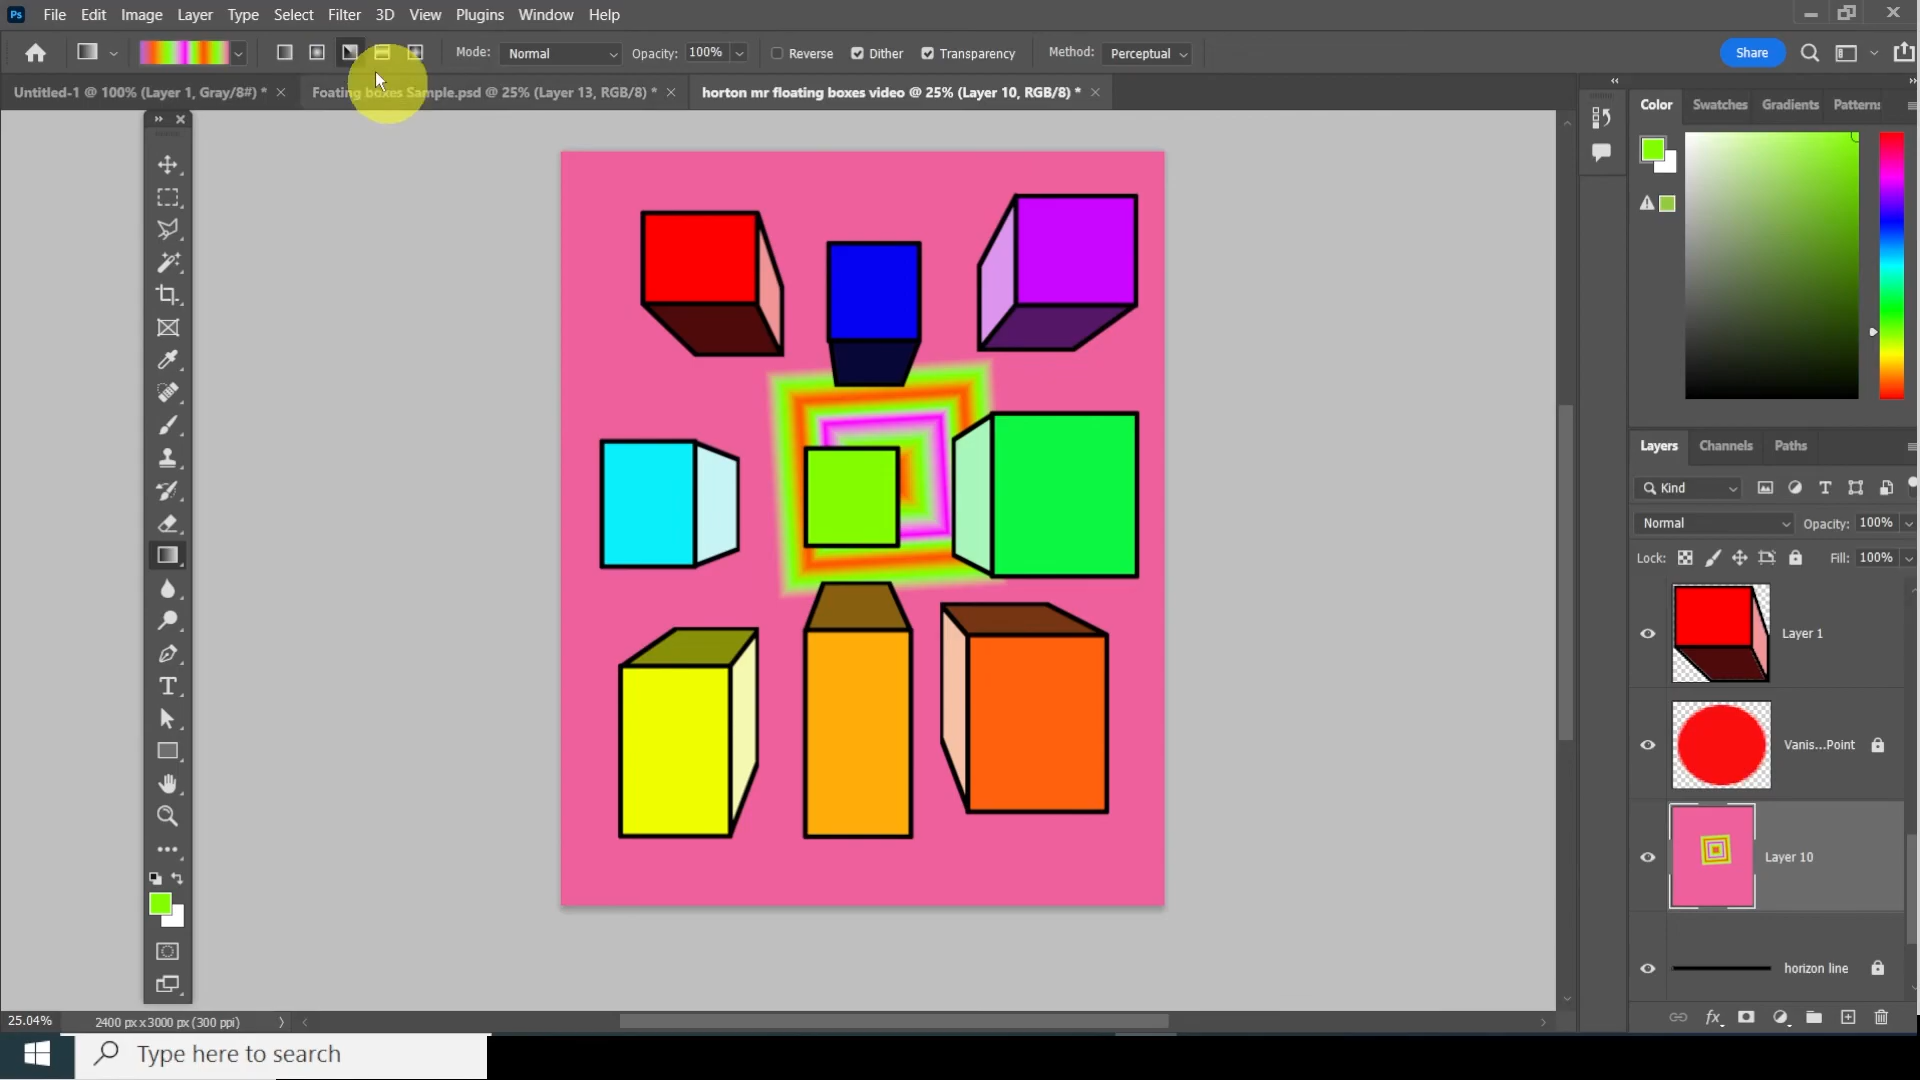 Ps File Edit Image Layer Type Select Filter 3D View Plugins Window Help
Mode: Normal Opacity: 100% Reverse Dither Transparency Method: Perceptual Share
Untitled-1 @ 100% (Layer 1, Gray/8#) * Foating boxes Sample.psd @ 25% (Layer 13, RGB/8) * horton mr floating boxes video @ 25% (Layer 10, RGB/8) *
Color Swatches Gradients Patterns
Layers Channels Paths
Kind
Normal Opacity: 100%
Lock: Fill: 100%
Layer 1
Vanis...Point
Layer 10
horizon line
25.04% 2400 px x 3000 px (300 ppi)
fx
Type here to search